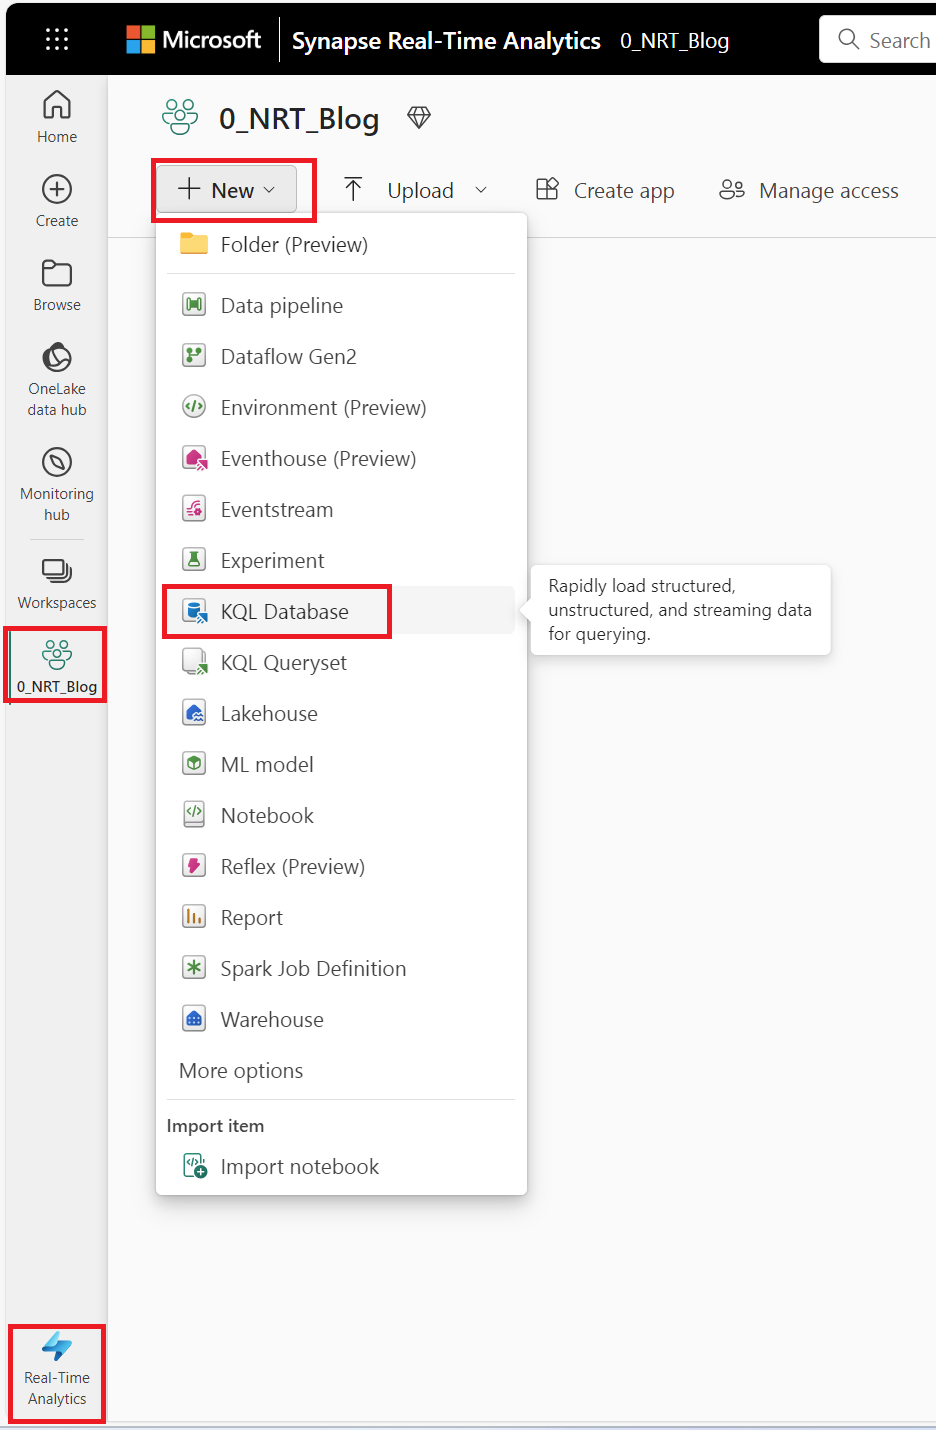 Microsoft
Synapse Real-Time Analytics
0_NRT_Blog
Search
Home
Create
Browse
OneLake
data hub
Monitoring
hub
Workspaces
0_NRT_Blog
Real-Time
Analytics
0_NRT_Blog
New
Upload
Create app
Manage access
Folder (Preview)
Data pipeline
Dataflow Gen2
Environment (Preview)
Eventhouse (Preview)
Eventstream
Experiment
KQL Database
KQL Queryset
Lakehouse
ML model
Notebook
Reflex (Preview)
Report
Spark Job Definition
Warehouse
More options
Import item
Import notebook
Rapidly load structured,
unstructured, and streaming data
for querying.